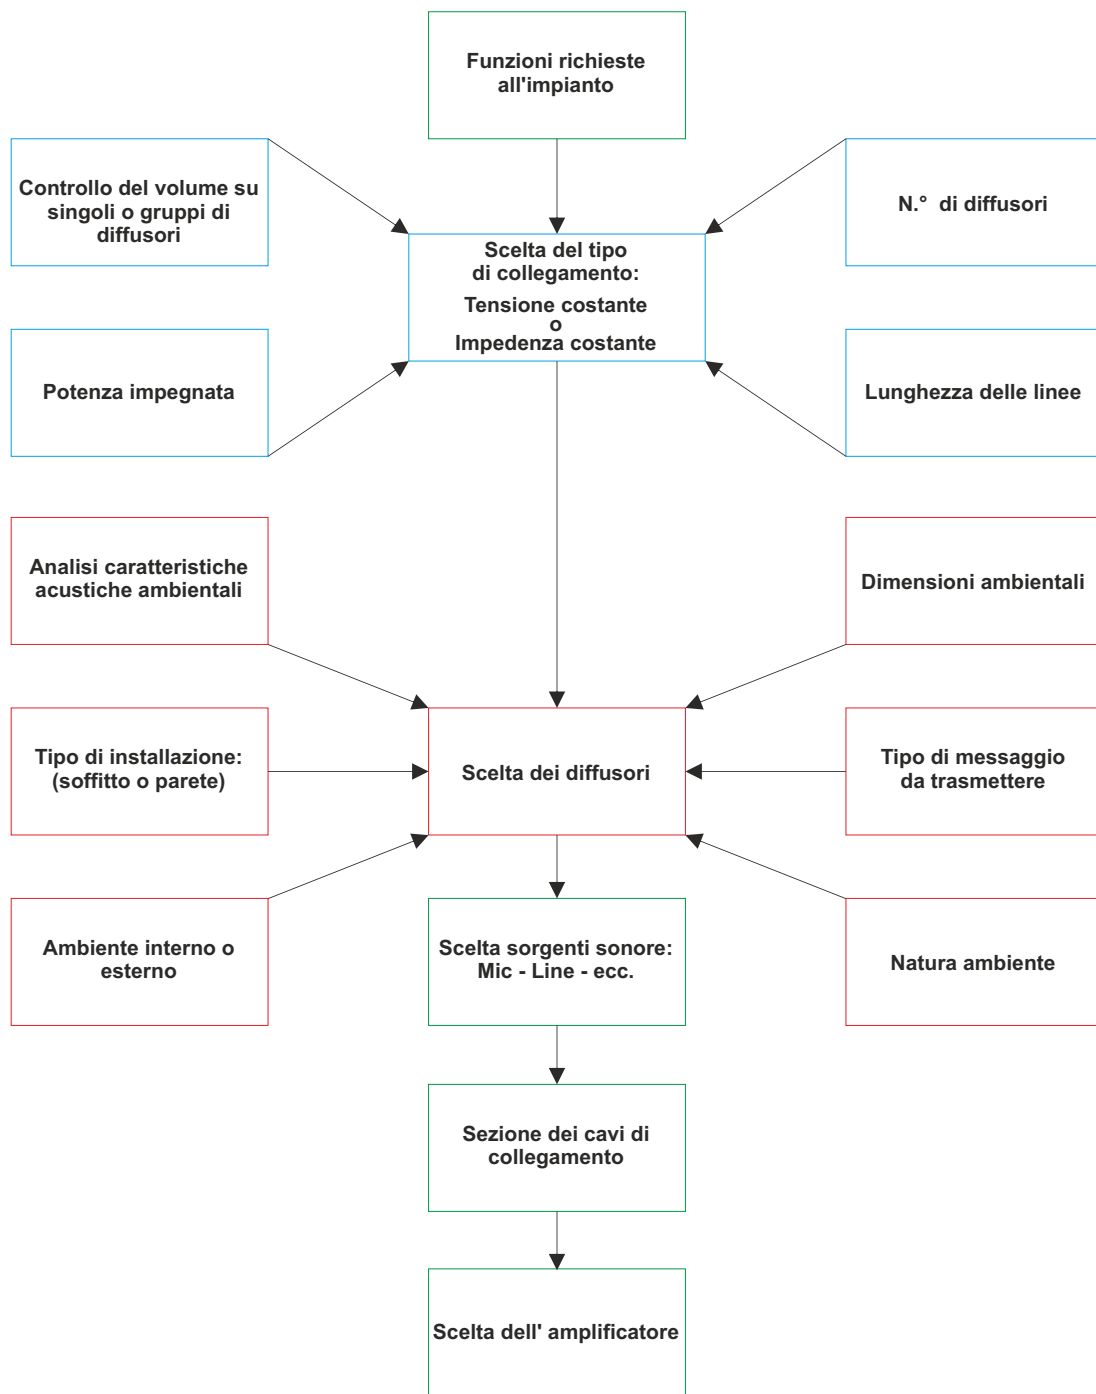 Funzioni richieste
all'impianto
Controllo del volume su
singoli o gruppi di
diffusori
N.° di diffusori
Scelta del tipo
di collegamento:
Tensione costante
o
Impedenza costante
Potenza impegnata
Lunghezza delle linee
Analisi caratteristiche
acustiche ambientali
Dimensioni ambientali
Tipo di installazione:
(soffitto o parete)
Scelta dei diffusori
Tipo di messaggio
da trasmettere
Ambiente interno o
esterno
Scelta sorgenti sonore:
Mic - Line - ecc.
Natura ambiente
Sezione dei cavi di
collegamento
Scelta dell' amplificatore